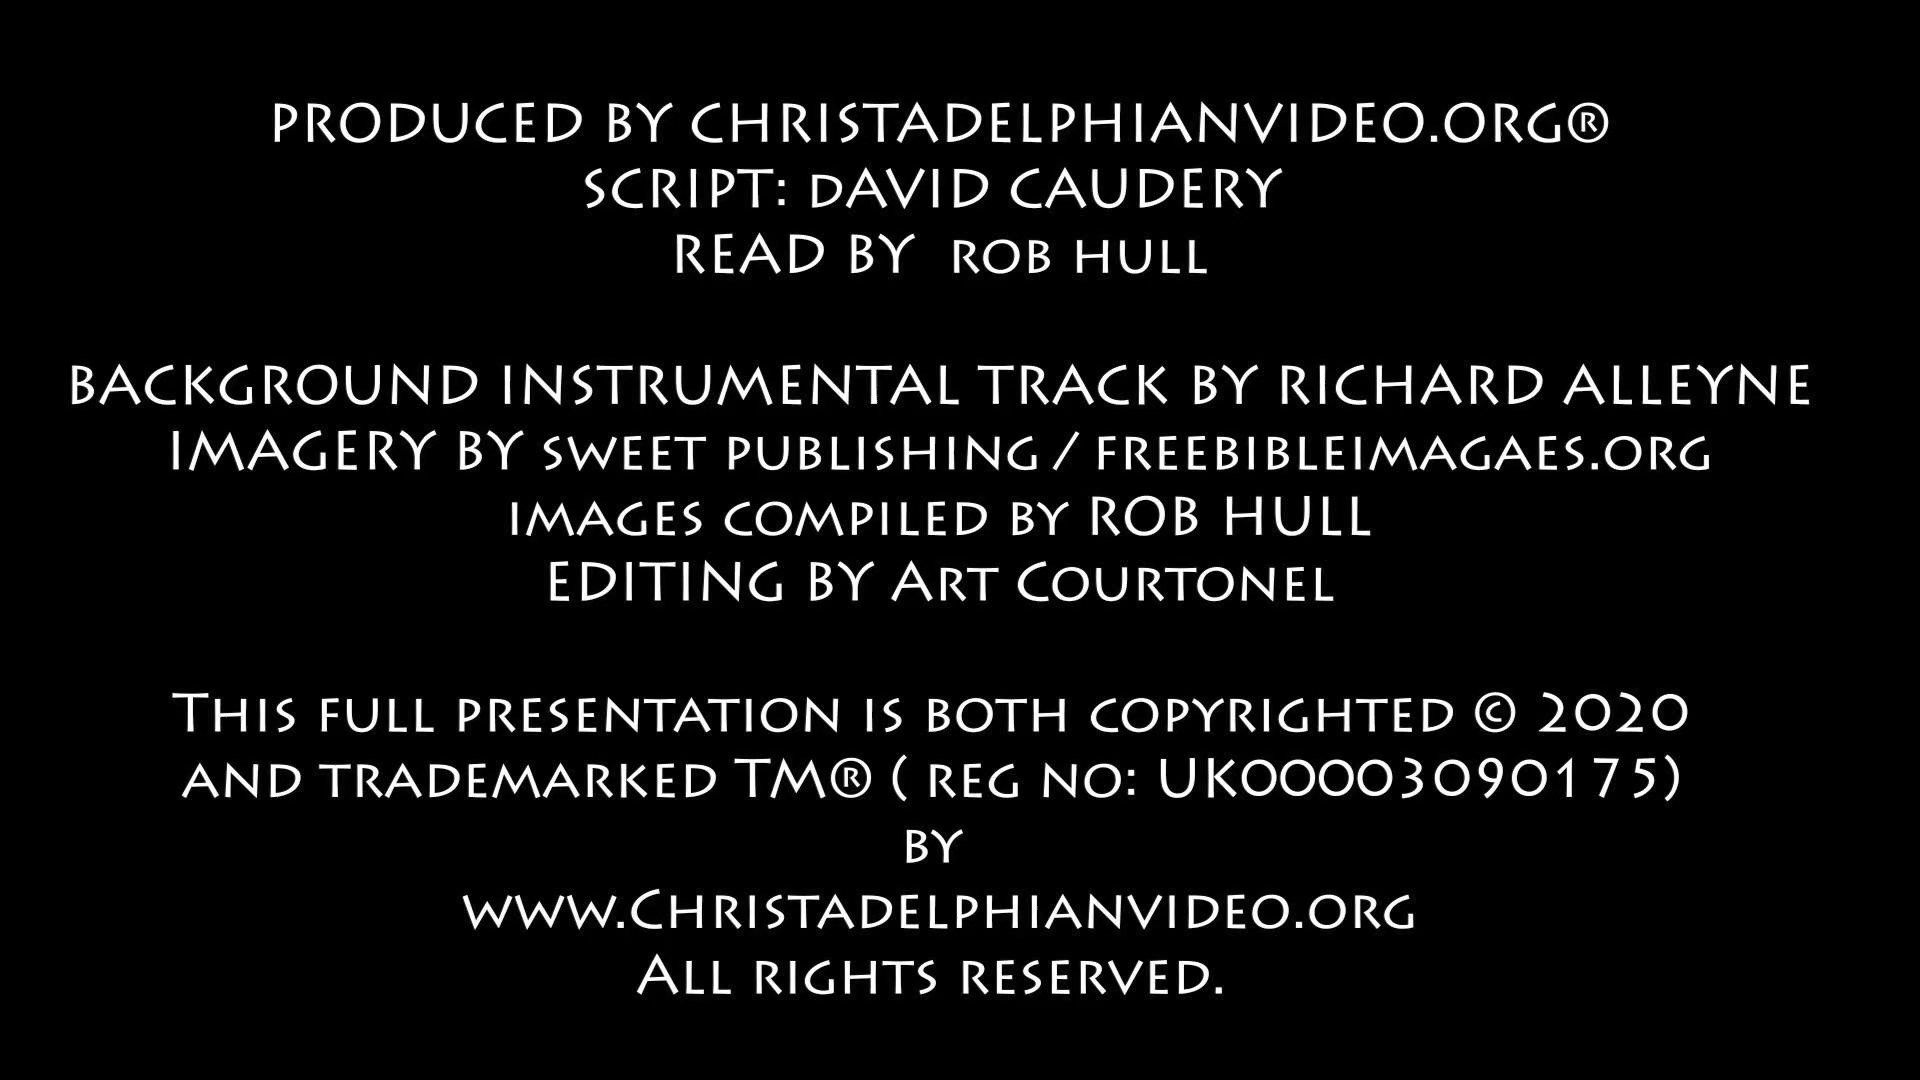 PRODUCED BY CHRISTADELPHIANVIDEO.ORG®
SCRIPT: dAVID CAUDERY
READ BY rob hull
BACKGROUND INSTRUMENTAL TRACK BY RICHARD ALLEYNE
IMAGERY BY sweet publishing / freebibleimagaes.org
images compiled by ROB HULL
EDITING BY Art Courtonel
This full presentation is both copyrighted © 2020
and trademarked TM® ( reg no: UK00003090175)
by
www.Christadelphianvideo.org
All rights reserved.